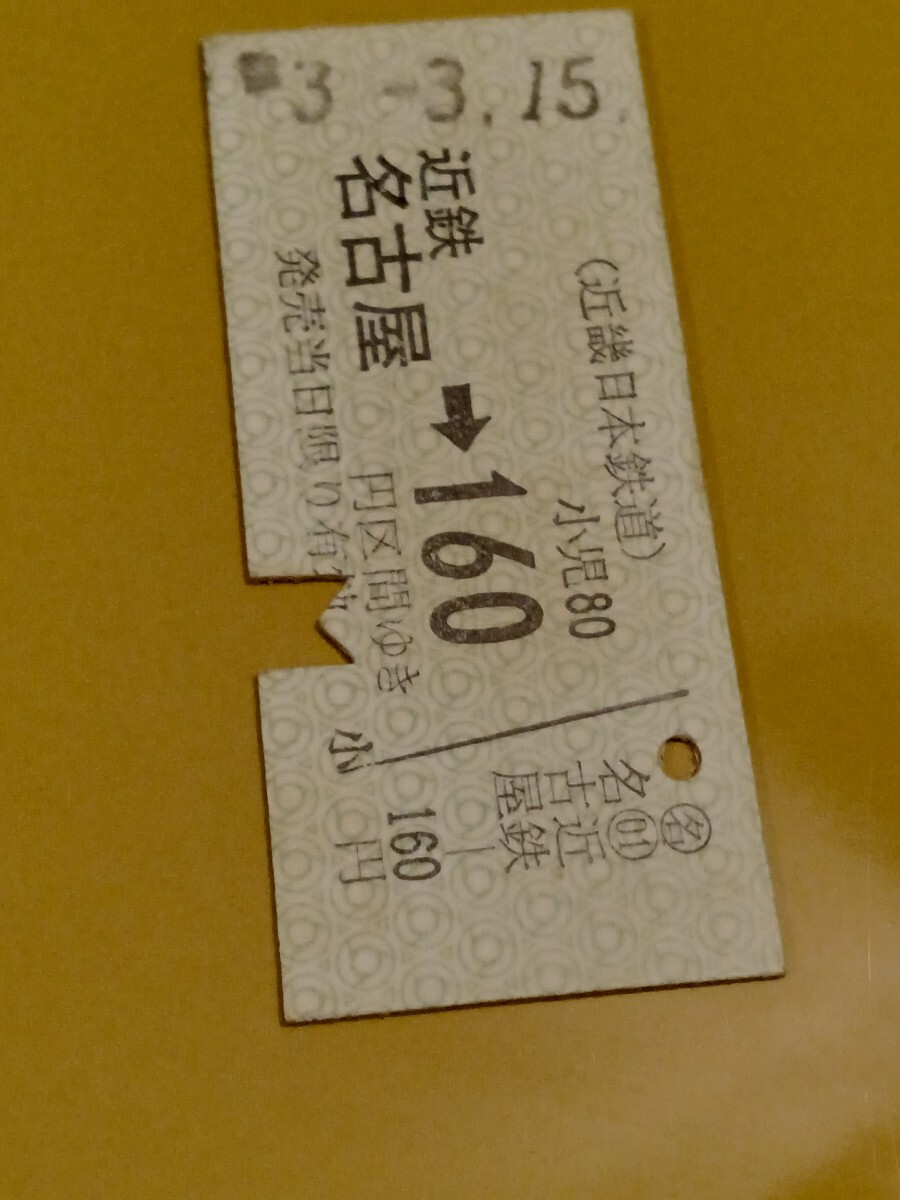 3 -3.15
(近畿日本鉄道)
小児80
近鉄
名古屋 ➡ 160
円区間ゆき
発売当日限り有効
小
㊔
01
近鉄
名古屋
160
円